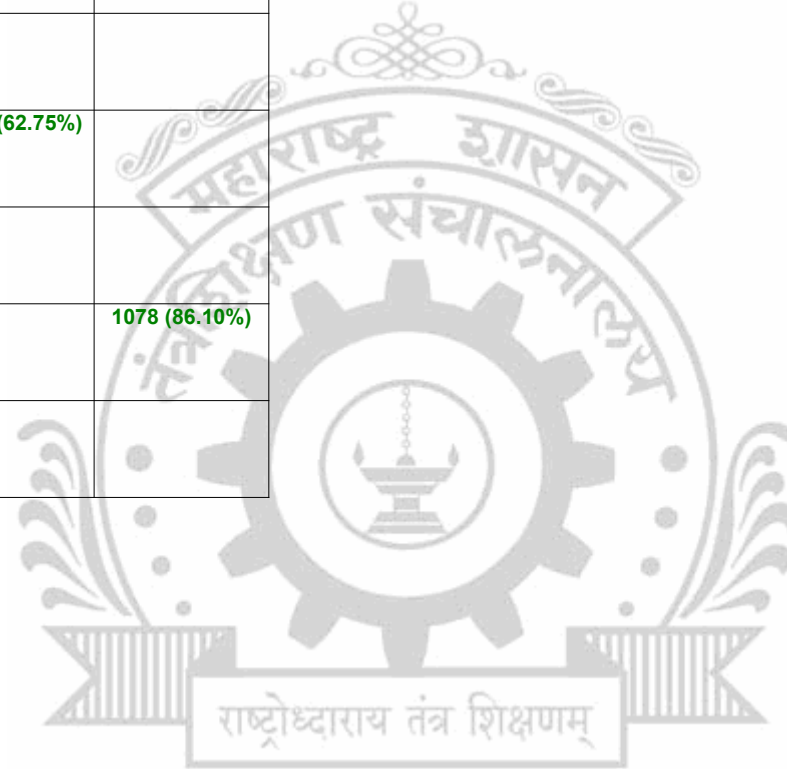 (62.75%)
1078 (86.10%)
महाराष्ट्र शासन
तंत्रशिक्षण संचालनालय
राष्ट्रोध्दाराय तंत्र शिक्षणम्